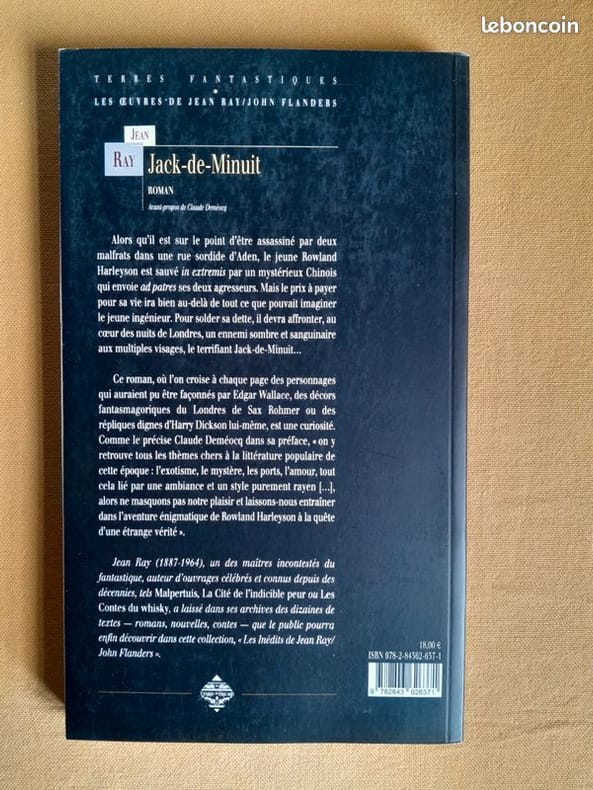 leboncoin
TERRES FANTASTIQUES
LES ŒUVRES DE JEAN RAY/JOHN FLANDERS
JEAN
RAY
Jack-de-Minuit
ROMAN
Avant-propos de Claude Deméocq
Alors qu'il est sur le point d'être assassiné par deux
malfrats dans une rue sordide d'Aden, le jeune Rowland
Harleyson est sauvé in extremis par un mystérieux Chinois
qui envoie ad patres ses deux agresseurs. Mais le prix à payer
pour sa vie ira bien au-delà de tout ce que pouvait imaginer
le jeune ingénieur. Pour solder sa dette, il devra affronter, au
cœur des nuits de Londres, un ennemi sombre et sanguinaire
aux multiples visages, le terrifiant Jack-de-Minuit...
Ce roman, où l'on croise à chaque page des personnages
qui auraient pu être façonnés par Edgar Wallace, des décors
fantasmagoriques du Londres de Sax Rohmer ou des
répliques dignes d'Harry Dickson lui-même, est une curiosité.
Comme le précise Claude Deméocq dans sa préface, « on y
retrouve tous les thèmes chers à la littérature populaire de
cette époque : l'exotisme, le mystère, les ports, l'amour, tout
cela lié par une ambiance et un style purement rayen [...],
alors ne masquons pas notre plaisir et laissons-nous entraîner
dans l'aventure énigmatique de Rowland Harleyson à la quête
d'une étrange vérité ».
Jean Ray (1887-1964), un des maîtres incontestés du
fantastique, auteur d'ouvrages célébrés et connus depuis des
décennies, tels Malpertuis, La Cité de l'indicible peur ou Les
Contes du whisky, a laissé dans ses archives des dizaines de
textes — romans, nouvelles, contes — que le public pourra
enfin découvrir dans cette collection, « Les Inédits de Jean Ray/
John Flanders ».
18,00 €
ISBN 978-2-84362-637-1
9 782843 626371